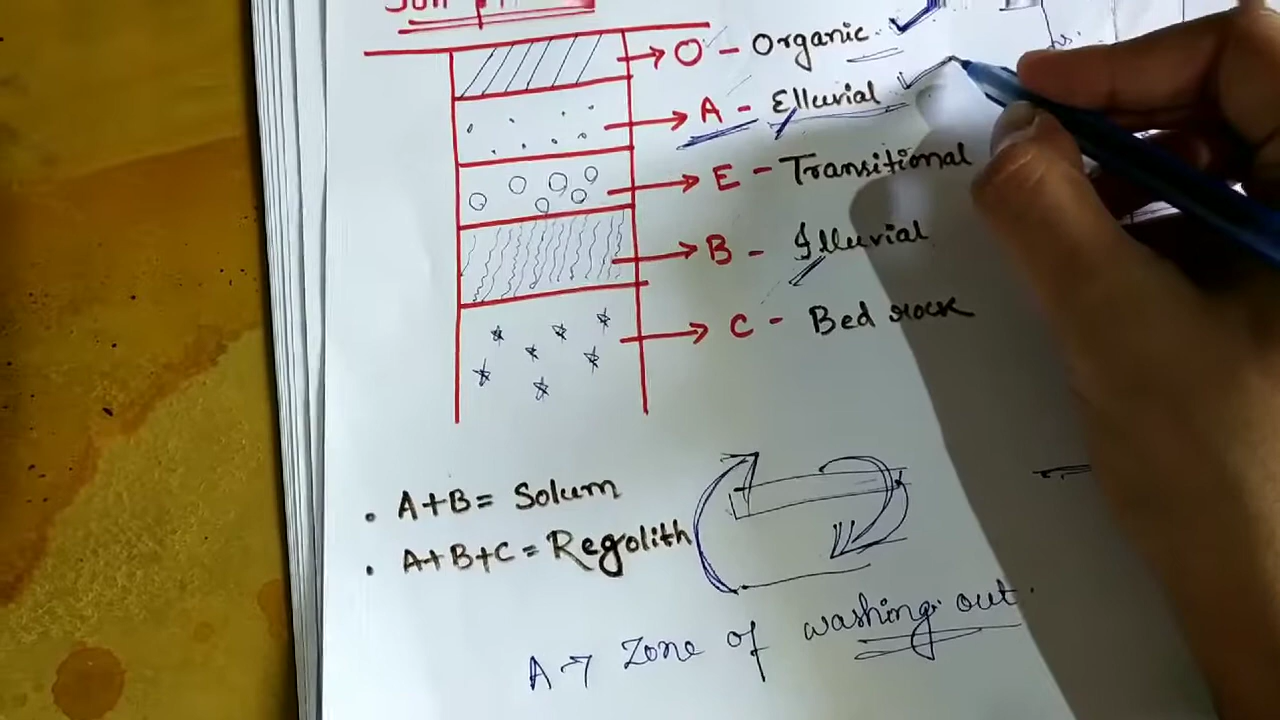 O - Organic
A - Elluvial
E - Transitional
B - Illuvial
C - Bed rock
• A+B = Solum
• A+B+C = Regolith
A → Zone of washing out.